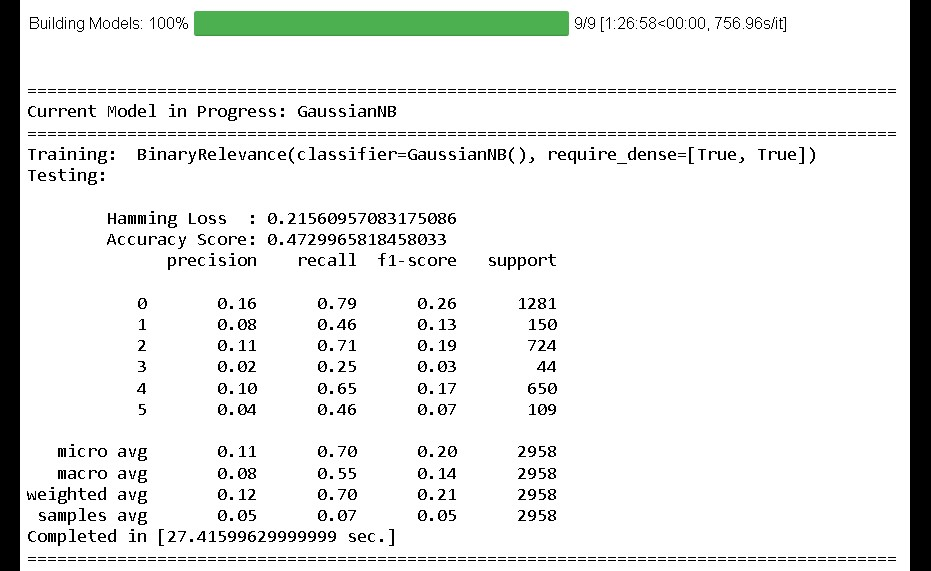 Building Models: 100% 9/9 [1:26:58<00:00, 756.96s/it]
=======================================================================================
Current Model in Progress: GaussianNB
=======================================================================================
Training:  BinaryRelevance(classifier=GaussianNB(), require_dense=[True, True])
Testing:
        Hamming Loss  : 0.21560957083175086
        Accuracy Score: 0.4729965818458033
              precision    recall  f1-score   support
           0       0.16      0.79      0.26      1281
           1       0.08      0.46      0.13       150
           2       0.11      0.71      0.19       724
           3       0.02      0.25      0.03        44
           4       0.10      0.65      0.17       650
           5       0.04      0.46      0.07       109
   micro avg       0.11      0.70      0.20      2958
   macro avg       0.08      0.55      0.14      2958
weighted avg       0.12      0.70      0.21      2958
 samples avg       0.05      0.07      0.05      2958
Completed in [27.41599629999999 sec.]
=======================================================================================